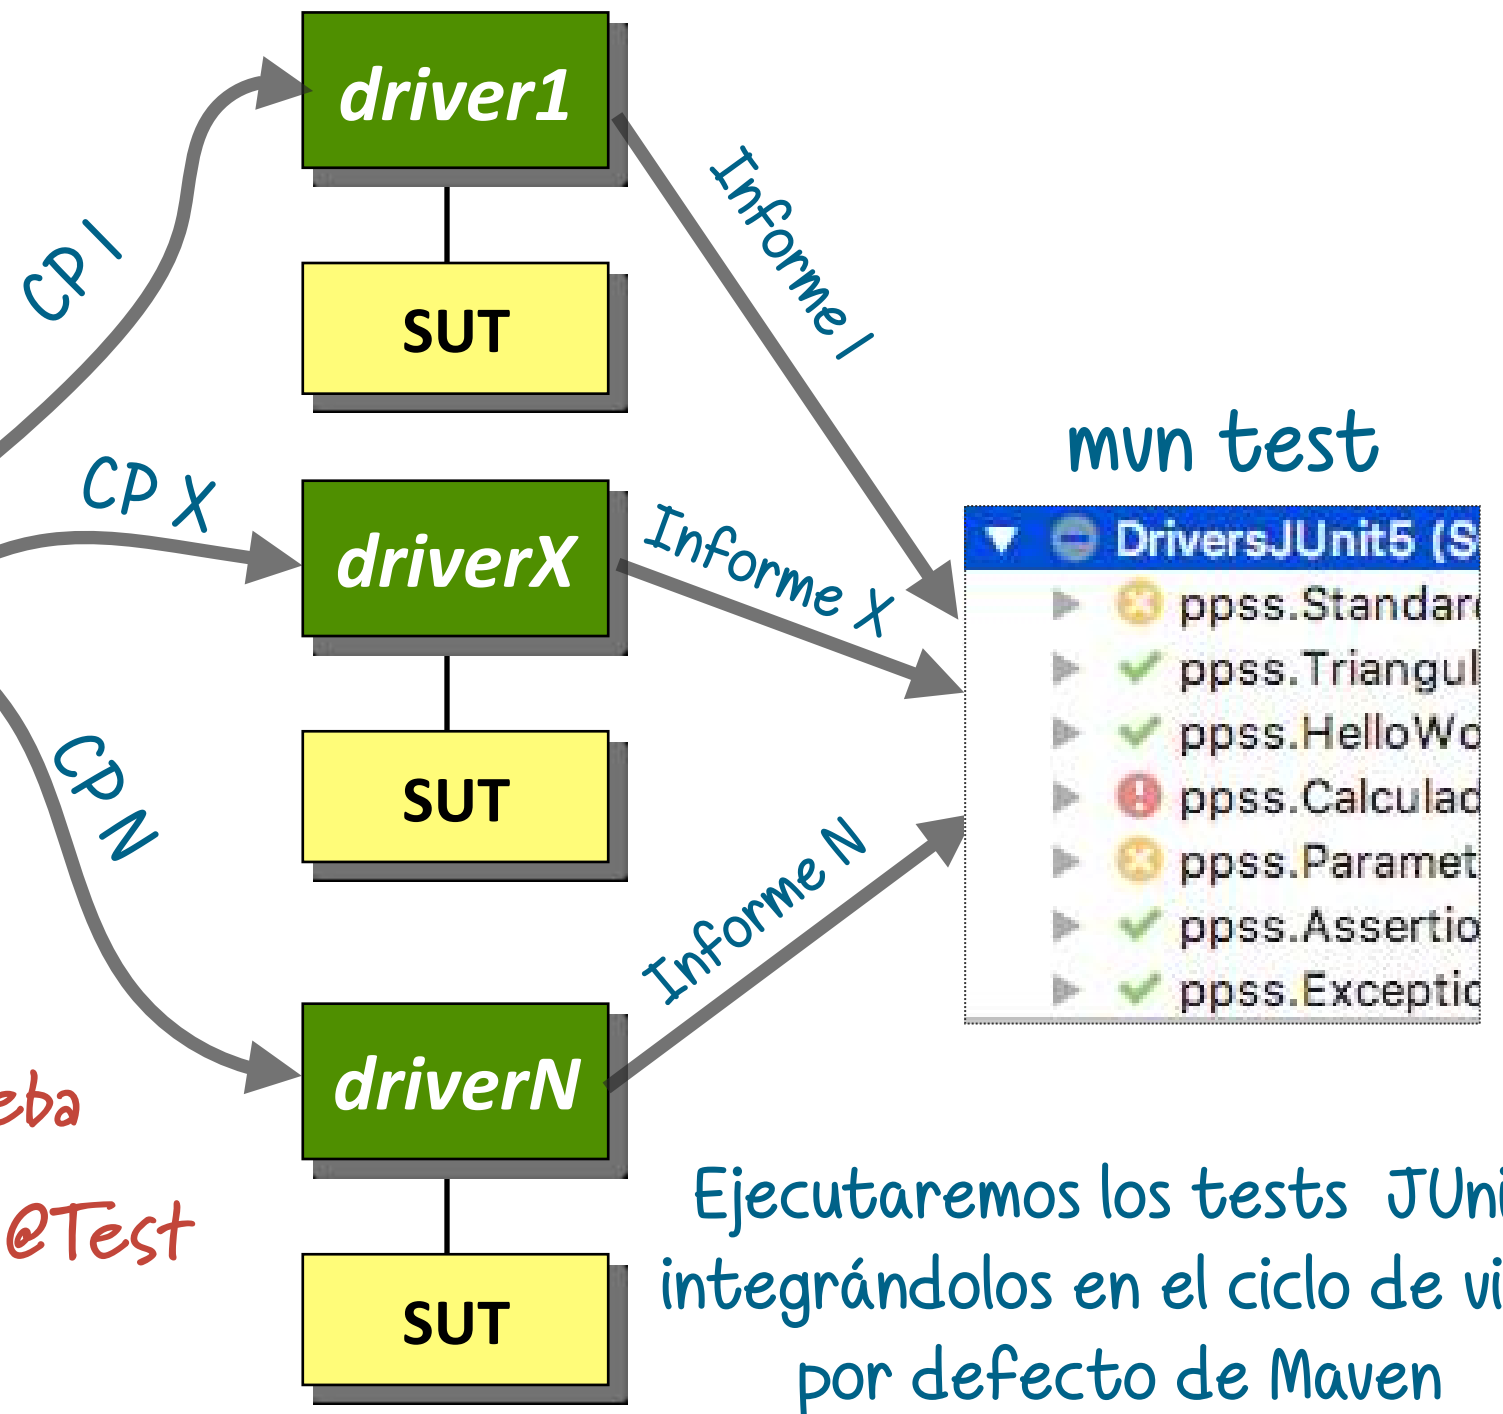 driver1
CP 1
Informe 1
SUT
mvn test
CP X
driverX
Informe X
DriversJUnit5 (S
ppss.Standar
ppss.Triangul
ppss.HelloWo
ppss.Calculad
ppss.Paramet
ppss.Assertio
ppss.Exceptio
CP N
SUT
Informe N
driverN
eba
@Test
SUT
Ejecutaremos los tests JUni
integrándolos en el ciclo de vi
por defecto de Maven